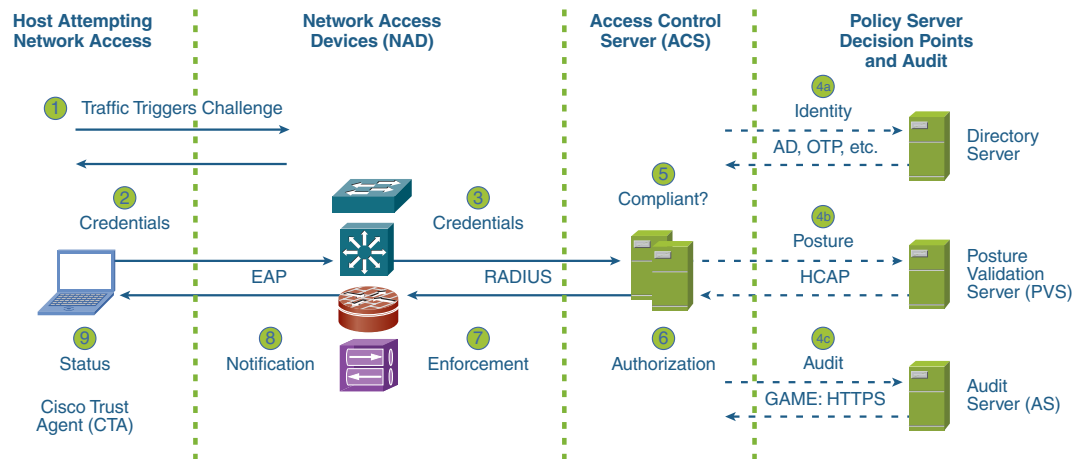 Host Attempting
Network Access
Network Access
Devices (NAD)
Access Control
Server (ACS)
Policy Server
Decision Points
and Audit
1 Traffic Triggers Challenge
4a
Identity
AD, OTP, etc.
Directory
Server
2
Credentials
3
Credentials
5
Compliant?
4b
Posture
HCAP
Posture
Validation
Server (PVS)
EAP
RADIUS
9
Status
8
Notification
7
Enforcement
6
Authorization
4c
Audit
GAME: HTTPS
Audit
Server (AS)
Cisco Trust
Agent (CTA)